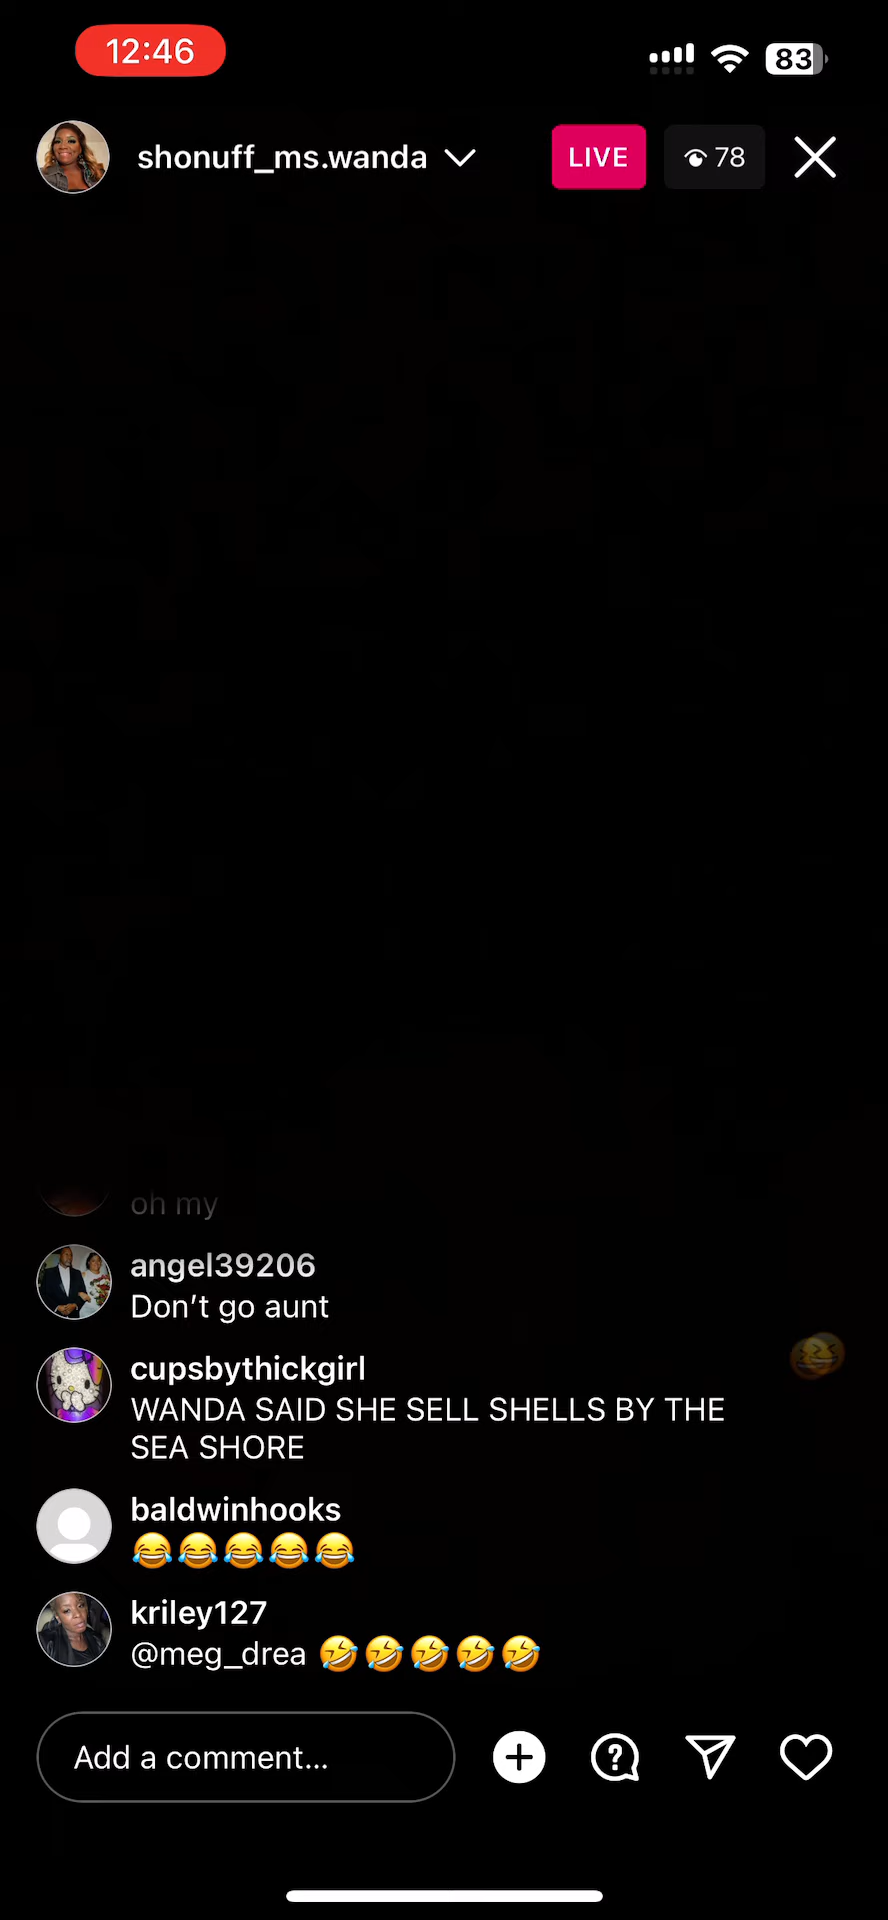 12:46
83
shonuff_ms.wanda
LIVE
78
oh my
angel39206
Don't go aunt
cupsbythickgirl
WANDA SAID SHE SELL SHELLS BY THE
SEA SHORE
baldwinhooks
😂😂😂😂😂
kriley127
@meg_drea 🤣🤣🤣🤣🤣
Add a comment...